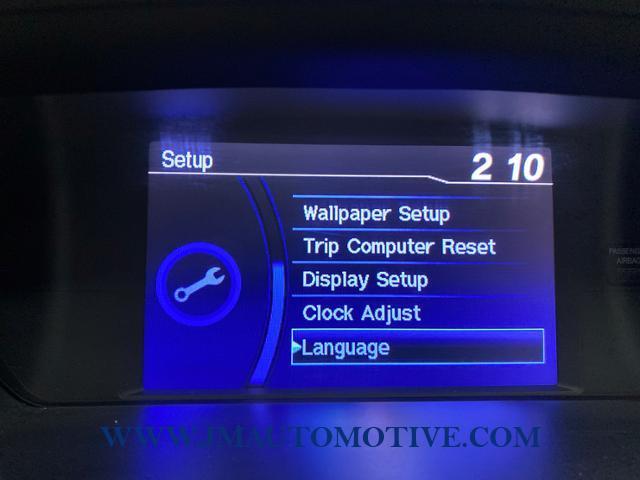 Setup
2 10
Wallpaper Setup
Trip Computer Reset
Display Setup
Clock Adjust
Language
WWW.JMAUTOMOTIVE.COM